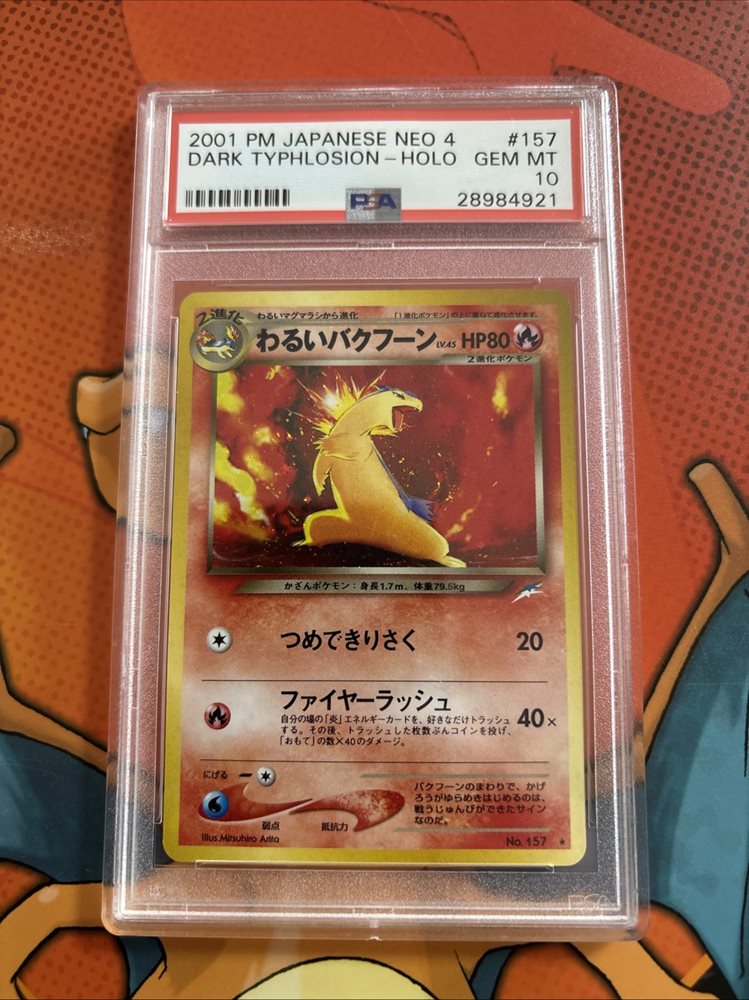 2001 PM JAPANESE NEO 4 #157
DARK TYPHLOSION-HOLO GEM MT
10
PSA 28984921
2進化
わるいマグマラシから進化 「1進化ポケモン」の上に重ねて進化させます。
わるいバクフーン LV.45 HP80
2進化ポケモン
かざんポケモン：身長1.7m、体重79.5kg
つめできりさく 20
ファイヤーラッシュ
自分の場の「炎」エネルギーカードを、好きなだけトラッシュ
する。その後、トラッシュした枚数ぶんコインを投げ、
「おもて」の数×40のダメージ。
40×
にげる
弱点 抵抗力
バクフーンのまわりで、かげ
ろうがゆらめきはじめるのは、
戦うじゅんびができたサイン
なのだ。
Illus.Mitsuhiro Arita
No. 157 ★